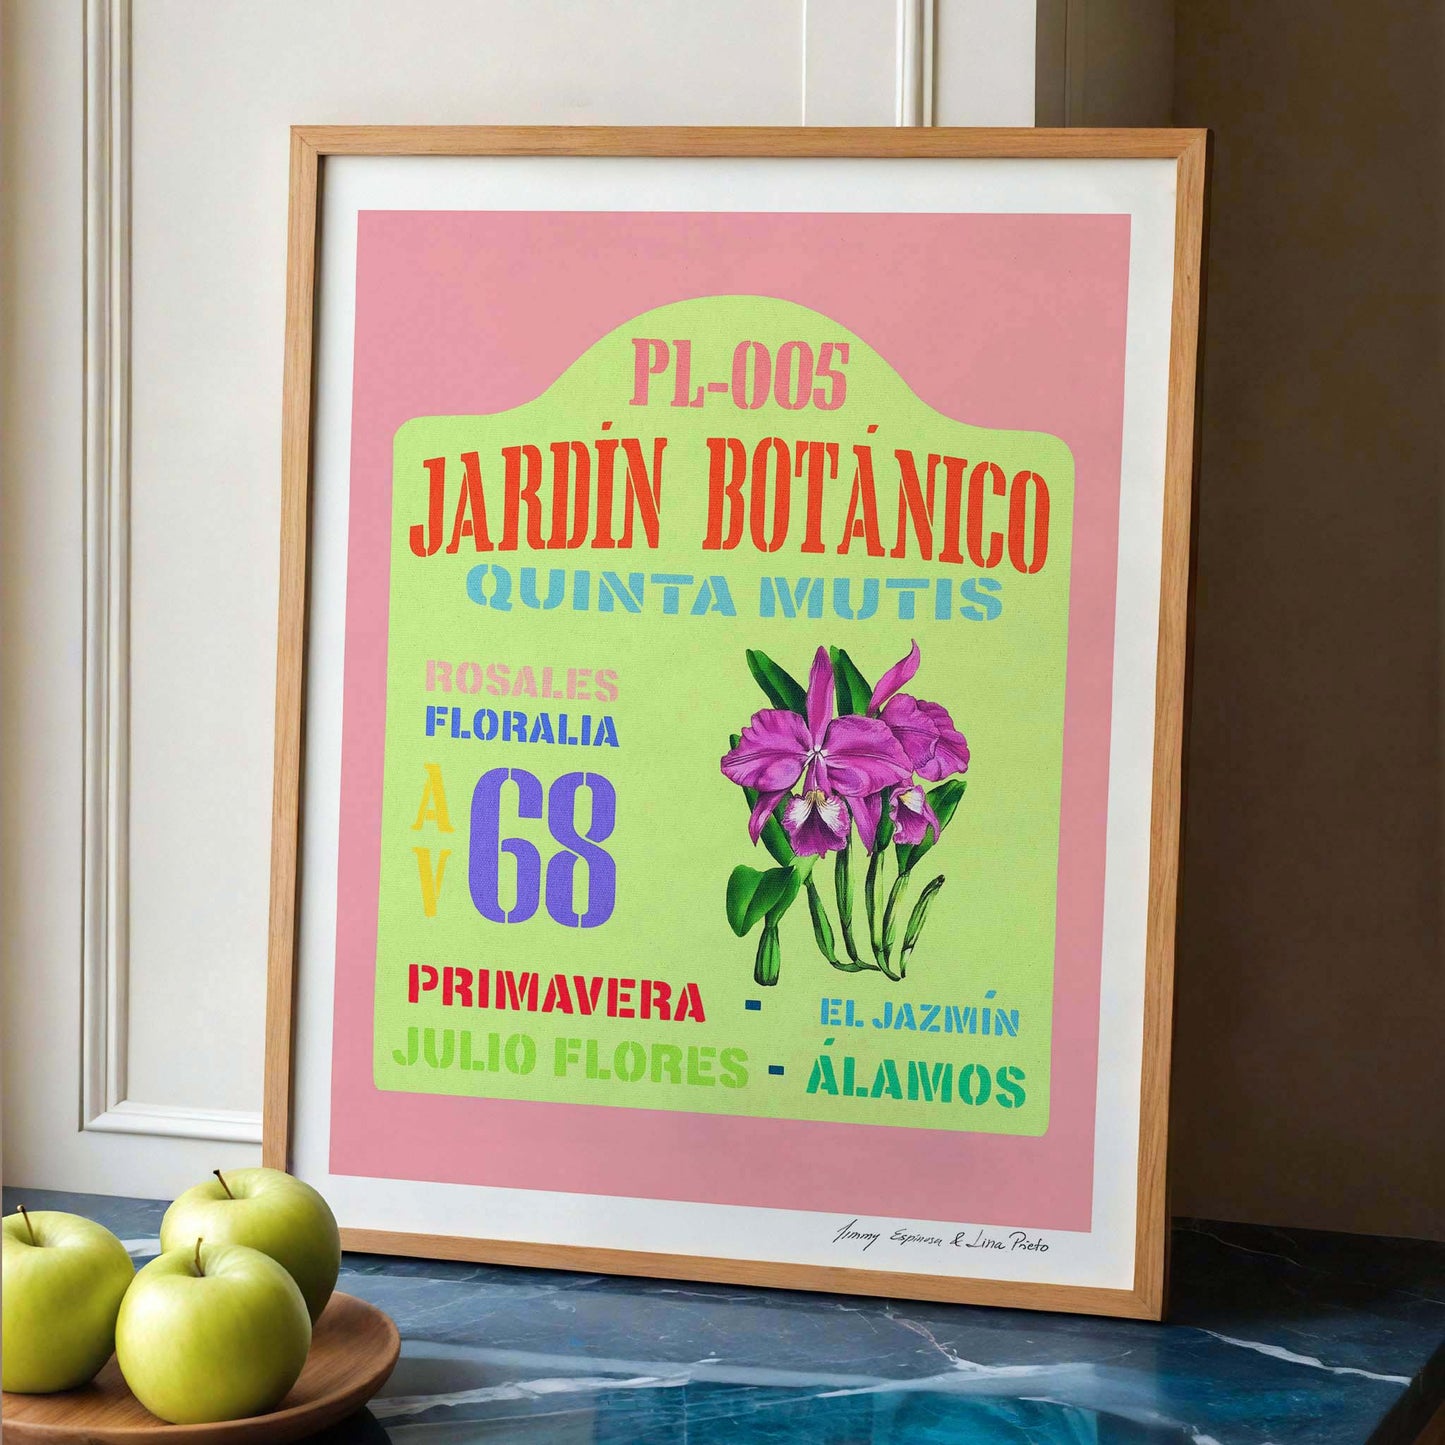 PL-005
JARDÍN BOTÁNICO
QUINTA MUTIS
ROSALES
FLORALIA
AV 68
PRIMAVERA - EL JAZMÍN
JULIO FLORES - ÁLAMOS
Jimmy Espinosa & Lina Prieto